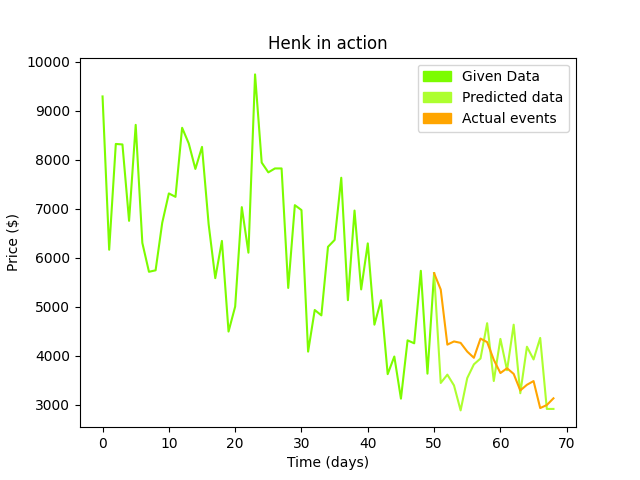 Henk in action
10000
9000
8000
7000
6000
5000
4000
3000
Price ($)
0 10 20 30 40 50 60 70
Time (days)
Given Data
Predicted data
Actual events